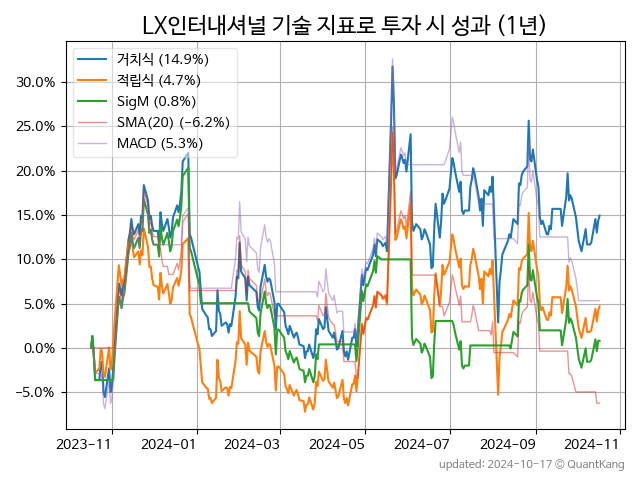 LX인터내셔널 기술 지표로 투자 시 성과 (1년)
거치식 (14.9%)
적립식 (4.7%)
SigM (0.8%)
SMA(20) (−6.2%)
MACD (5.3%)
30.0%
25.0%
20.0%
15.0%
10.0%
5.0%
0.0%
−5.0%
2023-11 2024-01 2024-03 2024-05 2024-07 2024-09 2024-11
updated: 2024-10-17 © QuantKang